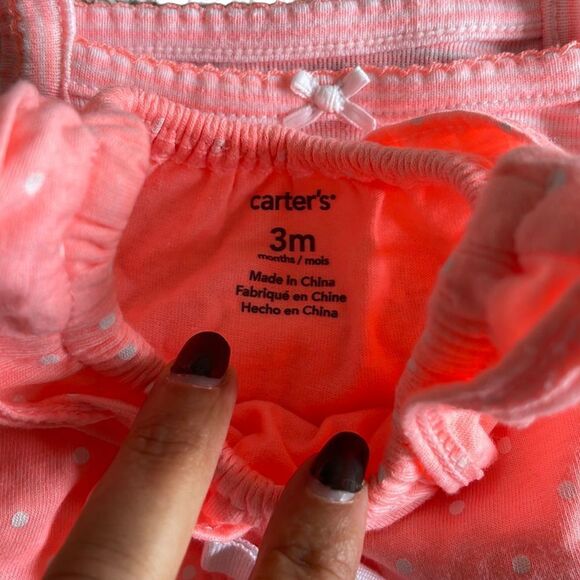 carter's®
3m
months / mois
Made in China
Fabriqué en Chine
Hecho en China